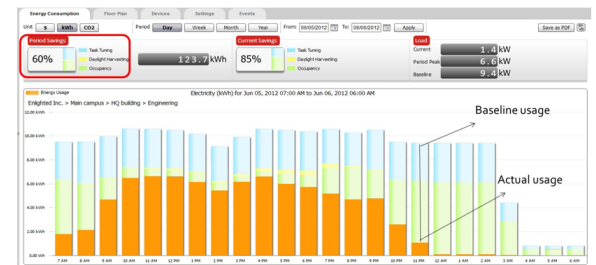 Energy Consumption Floor Plan Devices Settings Events
Unit $ kWh CO2 Period Day Week Month Year From: 06/05/2012 To: 06/06/2012 Apply Save as PDF
Period Savings
60%
Task Tuning
Daylight Harvesting
Occupancy
123.7 kWh
Current Savings
85%
Task Tuning
Daylight Harvesting
Occupancy
Load
Current 1.4 kW
Period Peak 6.6 kW
Baseline 9.4 kW
Energy Usage
Electricity (kWh) for Jun 05, 2012 07:00 AM to Jun 06, 2012 06:00 AM
Enlighted Inc. > Main campus > HQ building > Engineering
12.00 kWh
Baseline usage
10.00 kWh
8.00 kWh
6.00 kWh
Actual usage
4.00 kWh
2.00 kWh
0.00 kWh
7 AM 8 AM 9 AM 10 AM 11 AM 12 PM 1 PM 2 PM 3 PM 4 PM 5 PM 6 PM 7 PM 8 PM 9 PM 10 PM 11 PM 12 AM 1 AM 2 AM 3 AM 4 AM 5 AM 6 AM